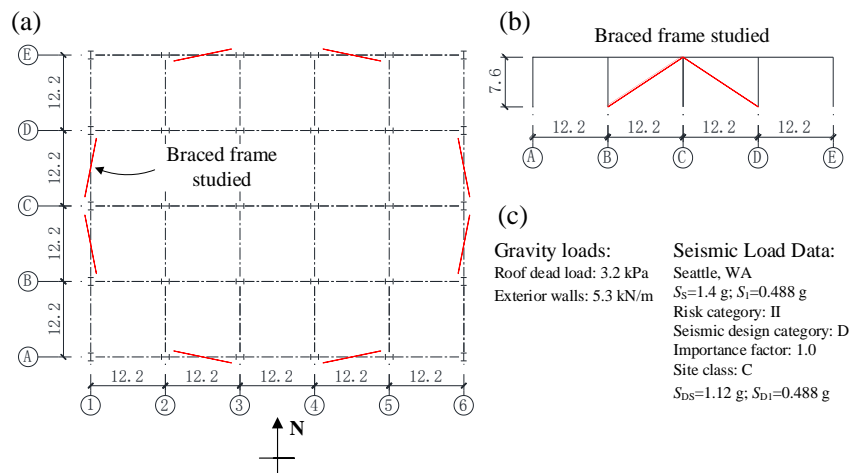 (a)
E
D
C
B
A
12.2
12.2
12.2
12.2
Braced frame
studied
12.2 12.2 12.2 12.2 12.2
1 2 3 4 5 6
N
(b)
Braced frame studied
7.6
12.2 12.2 12.2 12.2
A B C D E
(c)
Gravity loads:
Roof dead load: 3.2 kPa
Exterior walls: 5.3 kN/m
Seismic Load Data:
Seattle, WA
SS=1.4 g; S1=0.488 g
Risk category: II
Seismic design category: D
Importance factor: 1.0
Site class: C
SDS=1.12 g; SD1=0.488 g